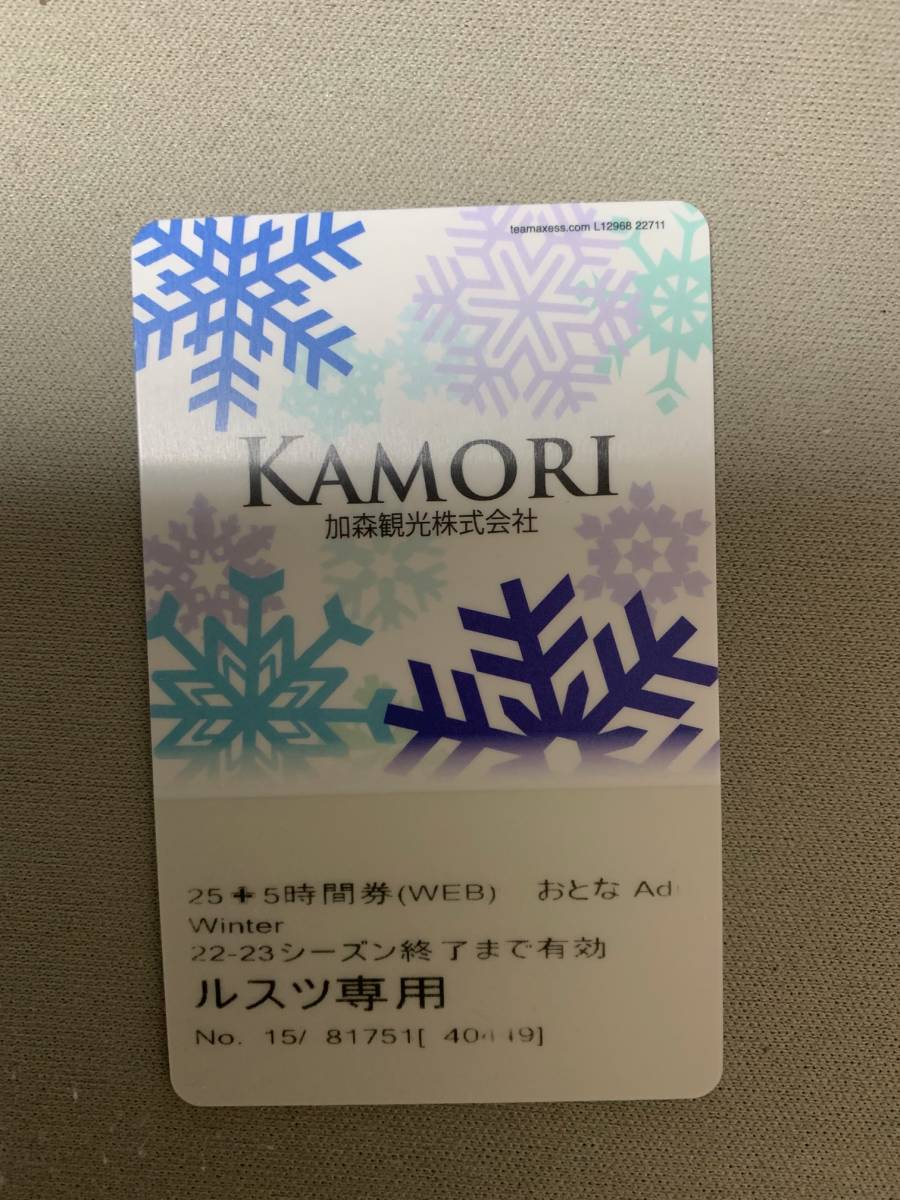 teamaxess.com L12968 22711
KAMORI
加森観光株式会社
25+5時間券(WEB) おとな Ad
Winter
22-23シーズン終了まで有効
ルスツ専用
No. 15/ 81751[